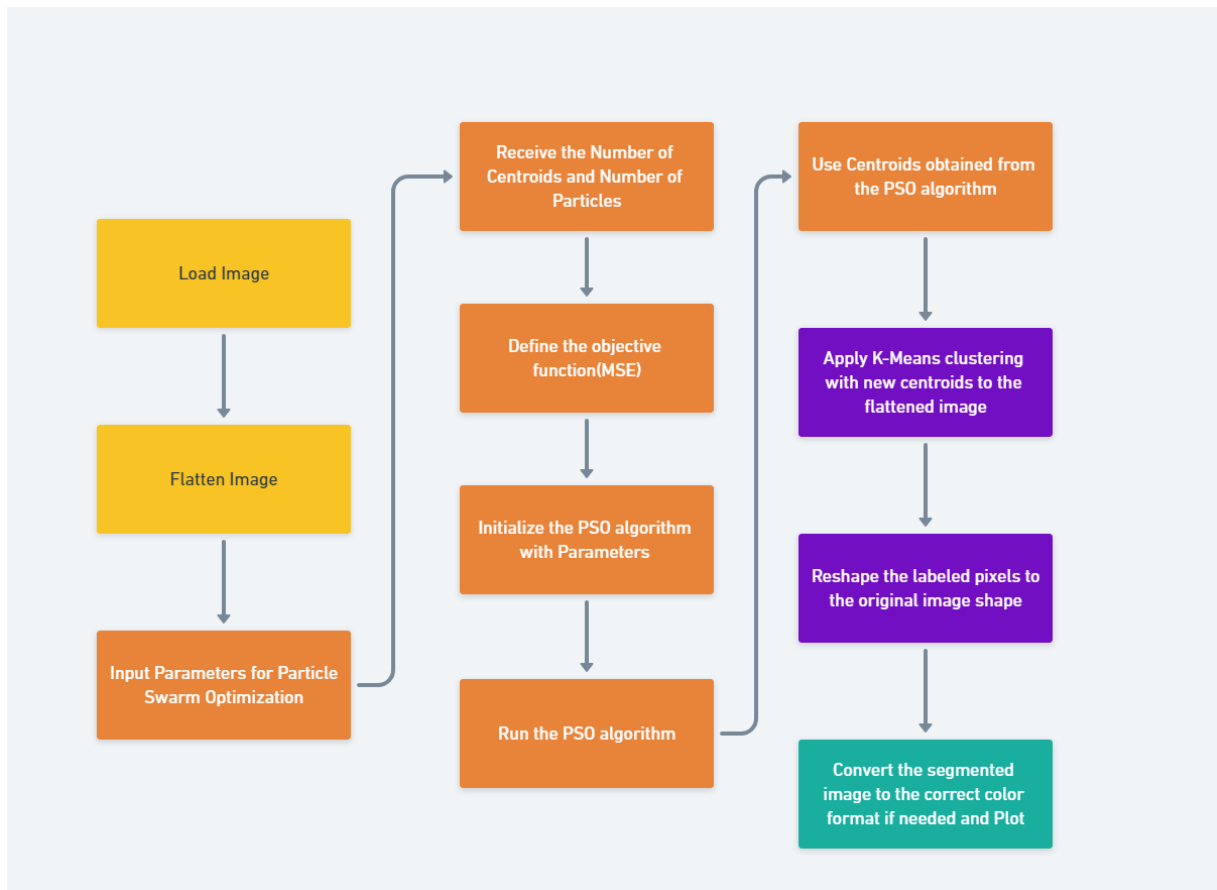 Load Image
Flatten Image
Input Parameters for Particle
Swarm Optimization
Receive the Number of
Centroids and Number of
Particles
Define the objective
function(MSE)
Initialize the PSO algorithm
with Parameters
Run the PSO algorithm
Use Centroids obtained from
the PSO algorithm
Apply K-Means clustering
with new centroids to the
flattened image
Reshape the labeled pixels to
the original image shape
Convert the segmented
image to the correct color
format if needed and Plot